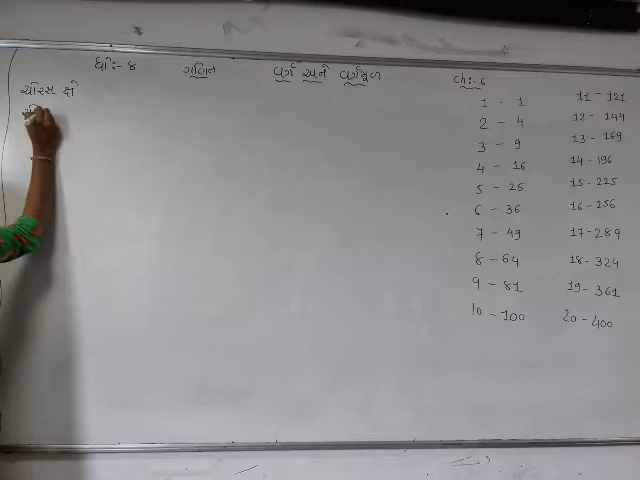 ધો:- ૪ ગણિત વર્ગ અને વર્ગમૂળ Ch:- 6
ચોરસ ક્ષે
1 - 1
2 - 4
3 - 9
4 - 16
5 - 25
6 - 36
7 - 49
8 - 64
9 - 81
10 - 100
11 - 121
12 - 144
13 - 169
14 - 196
15 - 225
16 - 256
17 - 289
18 - 324
19 - 361
20 - 400